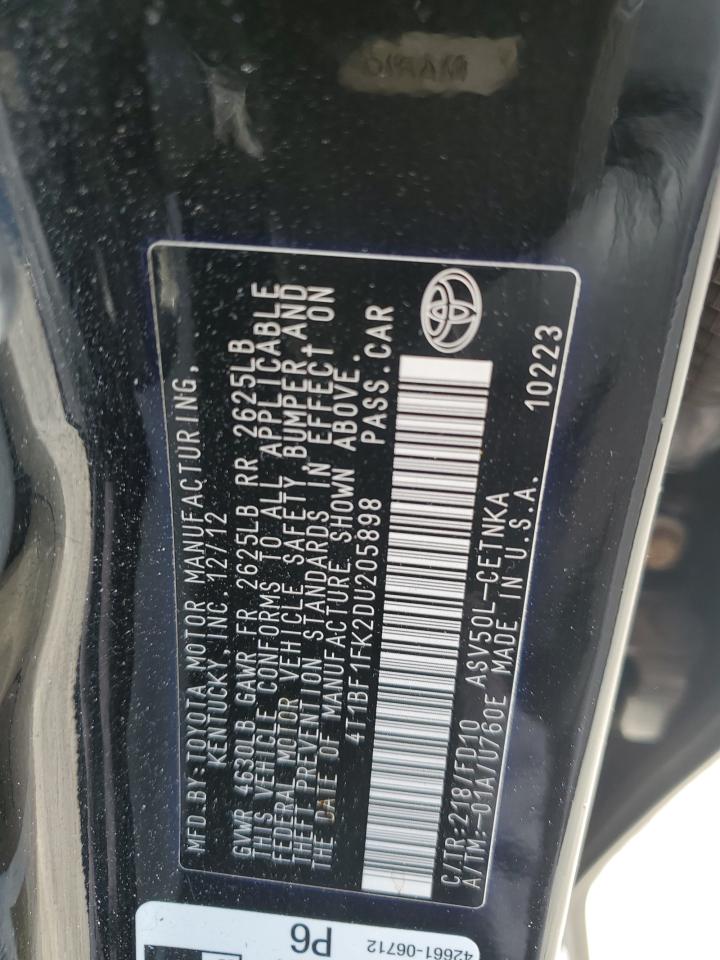 MFD.BY:TOYOTA MOTOR MANUFACTURING,
KENTUCKY,INC.12/12
GVWR 4630LB GAWR FR 2625LB RR 2625LB
THIS VEHICLE CONFORMS TO ALL APPLICABLE
FEDERAL MOTOR VEHICLE SAFETY,BUMPER,AND
THEFT PREVENTION STANDARDS IN EFFECT ON
THE DATE OF MANUFACTURE SHOWN ABOVE.
4T1BF1FK2DU205898 PASS.CAR
C/TR:218/FD10 ASV50L-CETNKA 10223
A/TM:-01A/U760E MADE IN U.S.A.
P6
42661-06712